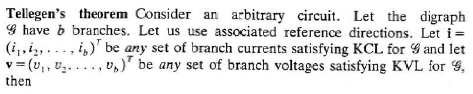 Tellegen's theorem Consider an arbitrary circuit. Let the digraph
𝒢 have b branches. Let us use associated reference directions. Let i =
(i₁, i₂, . . . , i_b)ᵀ be any set of branch currents satisfying KCL for 𝒢 and let
v = (v₁, v₂, . . . , v_b)ᵀ be any set of branch voltages satisfying KVL for 𝒢,
then